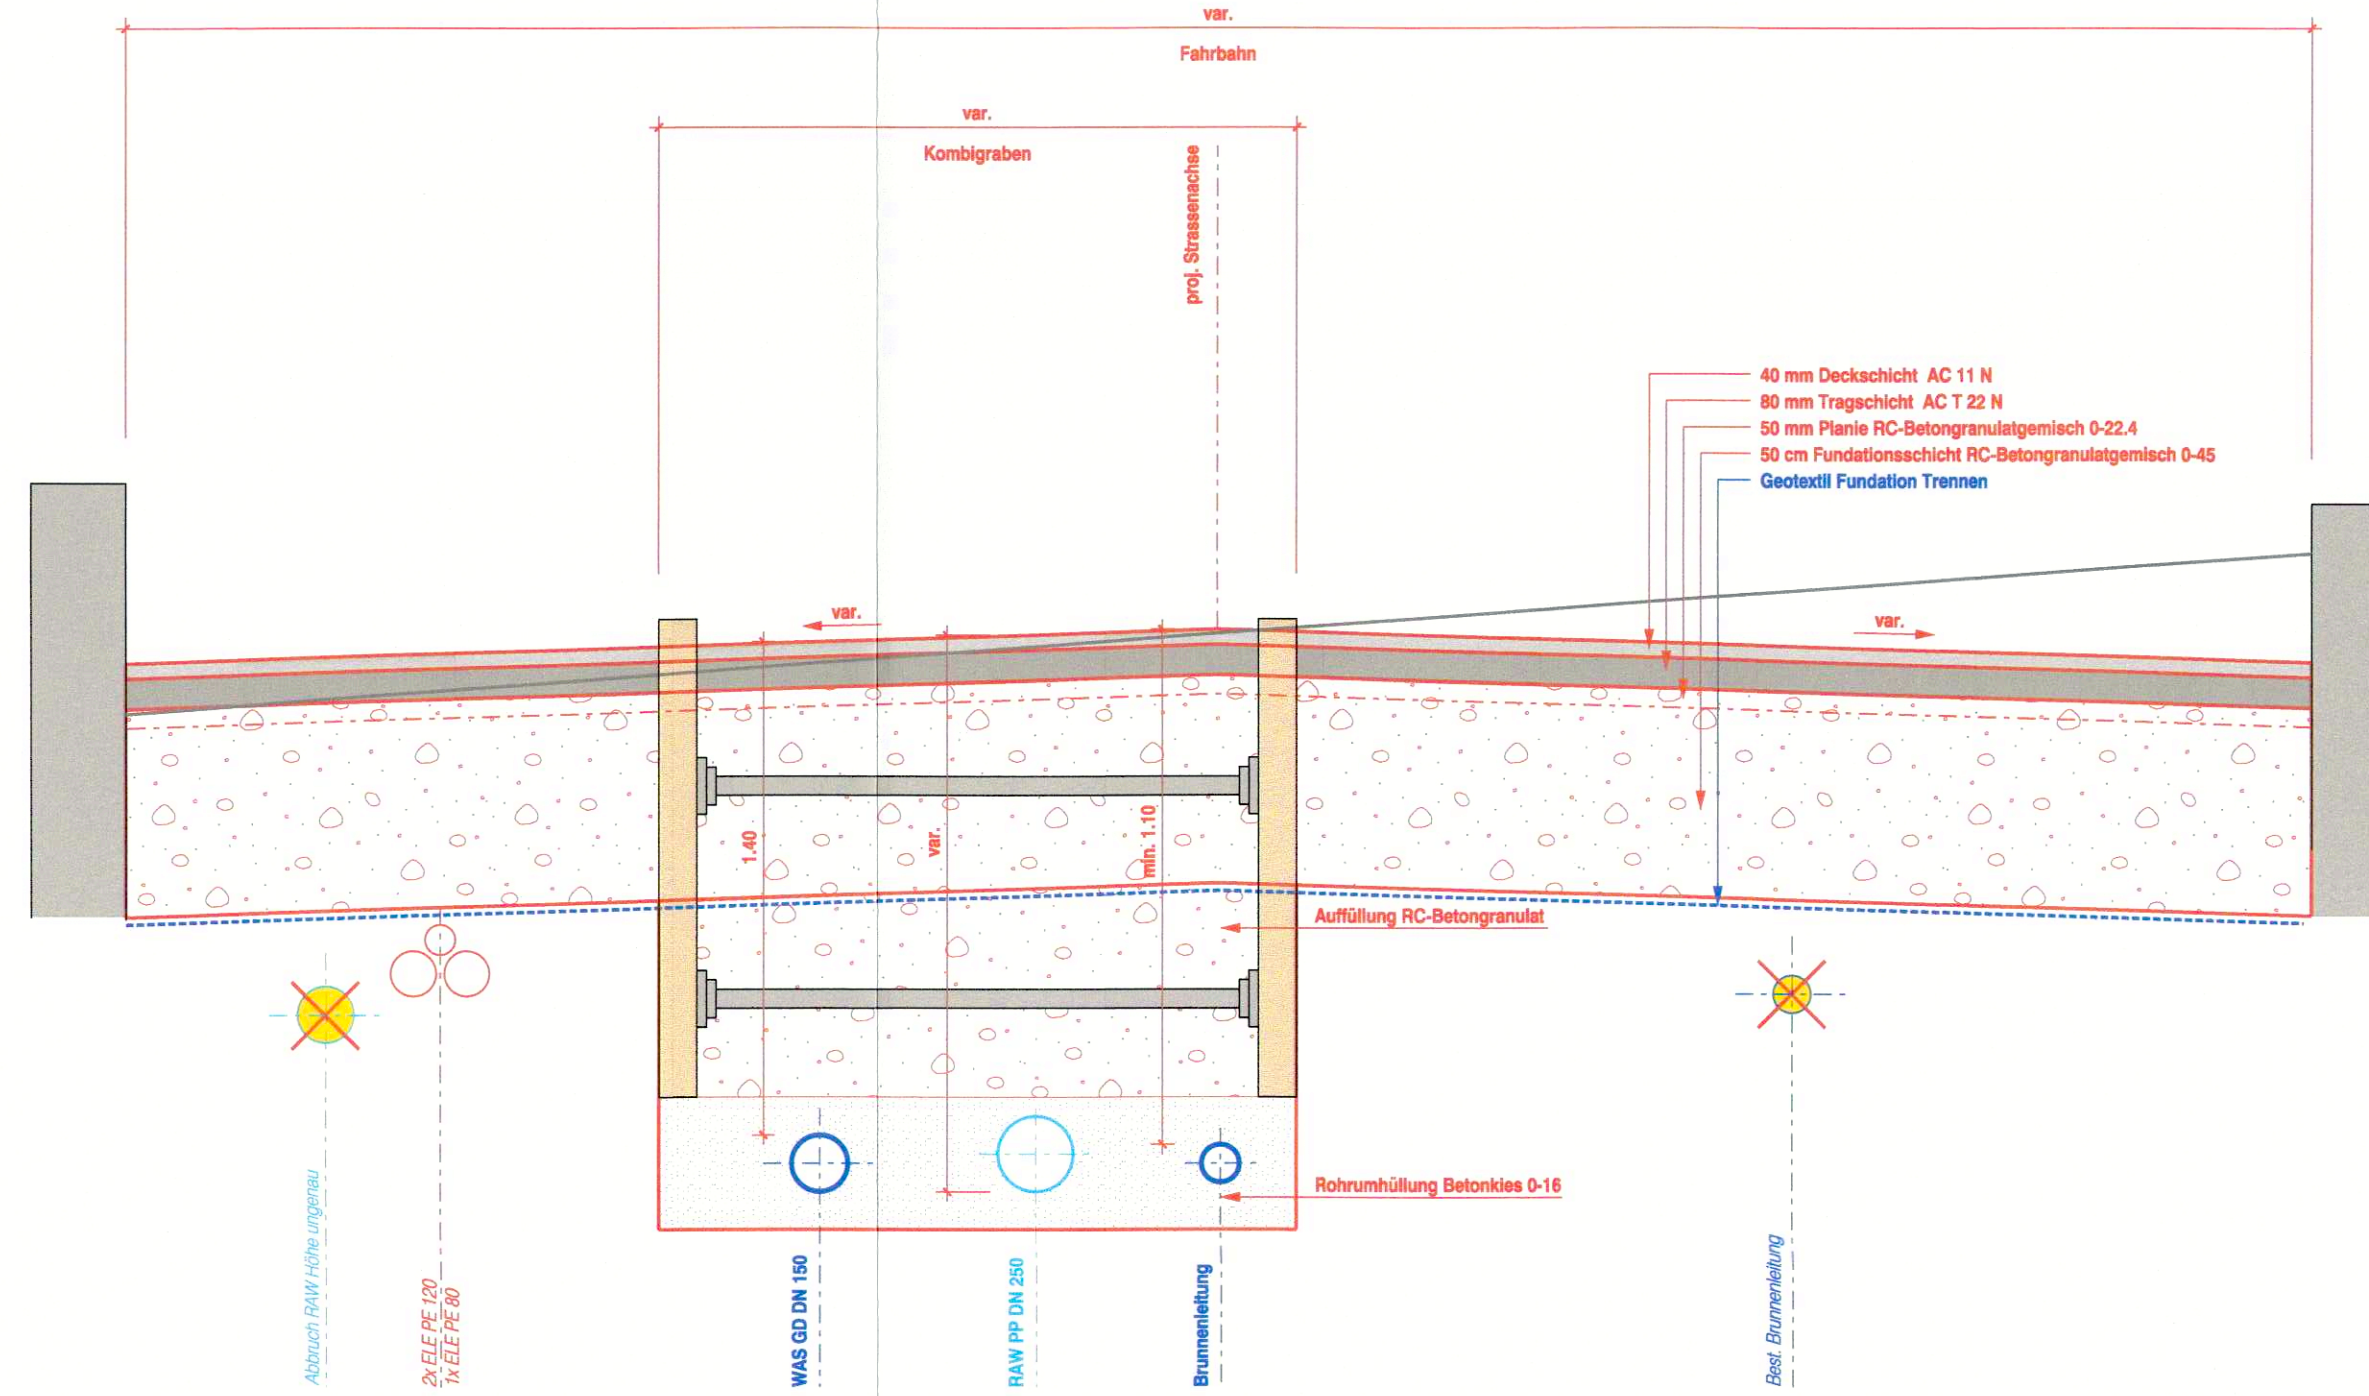 var.
Fahrbahn
var.
Kombigraben
proj. Strassenachse
40 mm Deckschicht AC 11 N
80 mm Tragschicht AC T 22 N
50 mm Planie RC-Betongranulatgemisch 0-22.4
50 cm Fundationsschicht RC-Betongranulatgemisch 0-45
Geotextil Fundation Trennen
var.
var.
1.40
var.
min. 1.10
Auffüllung RC-Betongranulat
Rohrumhüllung Betonkies 0-16
Abbruch RAW Höhe ungenau
2x ELE PE 120
1x ELE PE 80
WAS GD DN 150
RAW PP DN 250
Brunnenleitung
Best. Brunnenleitung